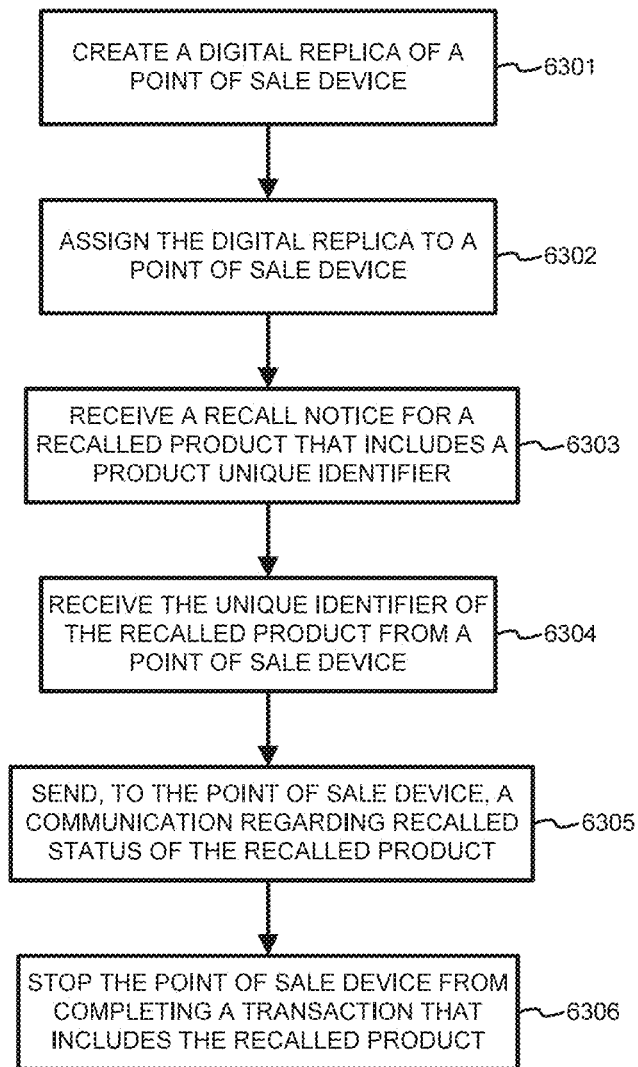 CREATE A DIGITAL REPLICA OF A
POINT OF SALE DEVICE
6301
ASSIGN THE DIGITAL REPLICA TO A
POINT OF SALE DEVICE
6302
RECEIVE A RECALL NOTICE FOR A
RECALLED PRODUCT THAT INCLUDES A
PRODUCT UNIQUE IDENTIFIER
6303
RECEIVE THE UNIQUE IDENTIFIER OF
THE RECALLED PRODUCT FROM A
POINT OF SALE DEVICE
6304
SEND, TO THE POINT OF SALE DEVICE, A
COMMUNICATION REGARDING RECALLED
STATUS OF THE RECALLED PRODUCT
6305
STOP THE POINT OF SALE DEVICE FROM
COMPLETING A TRANSACTION THAT
INCLUDES THE RECALLED PRODUCT
6306